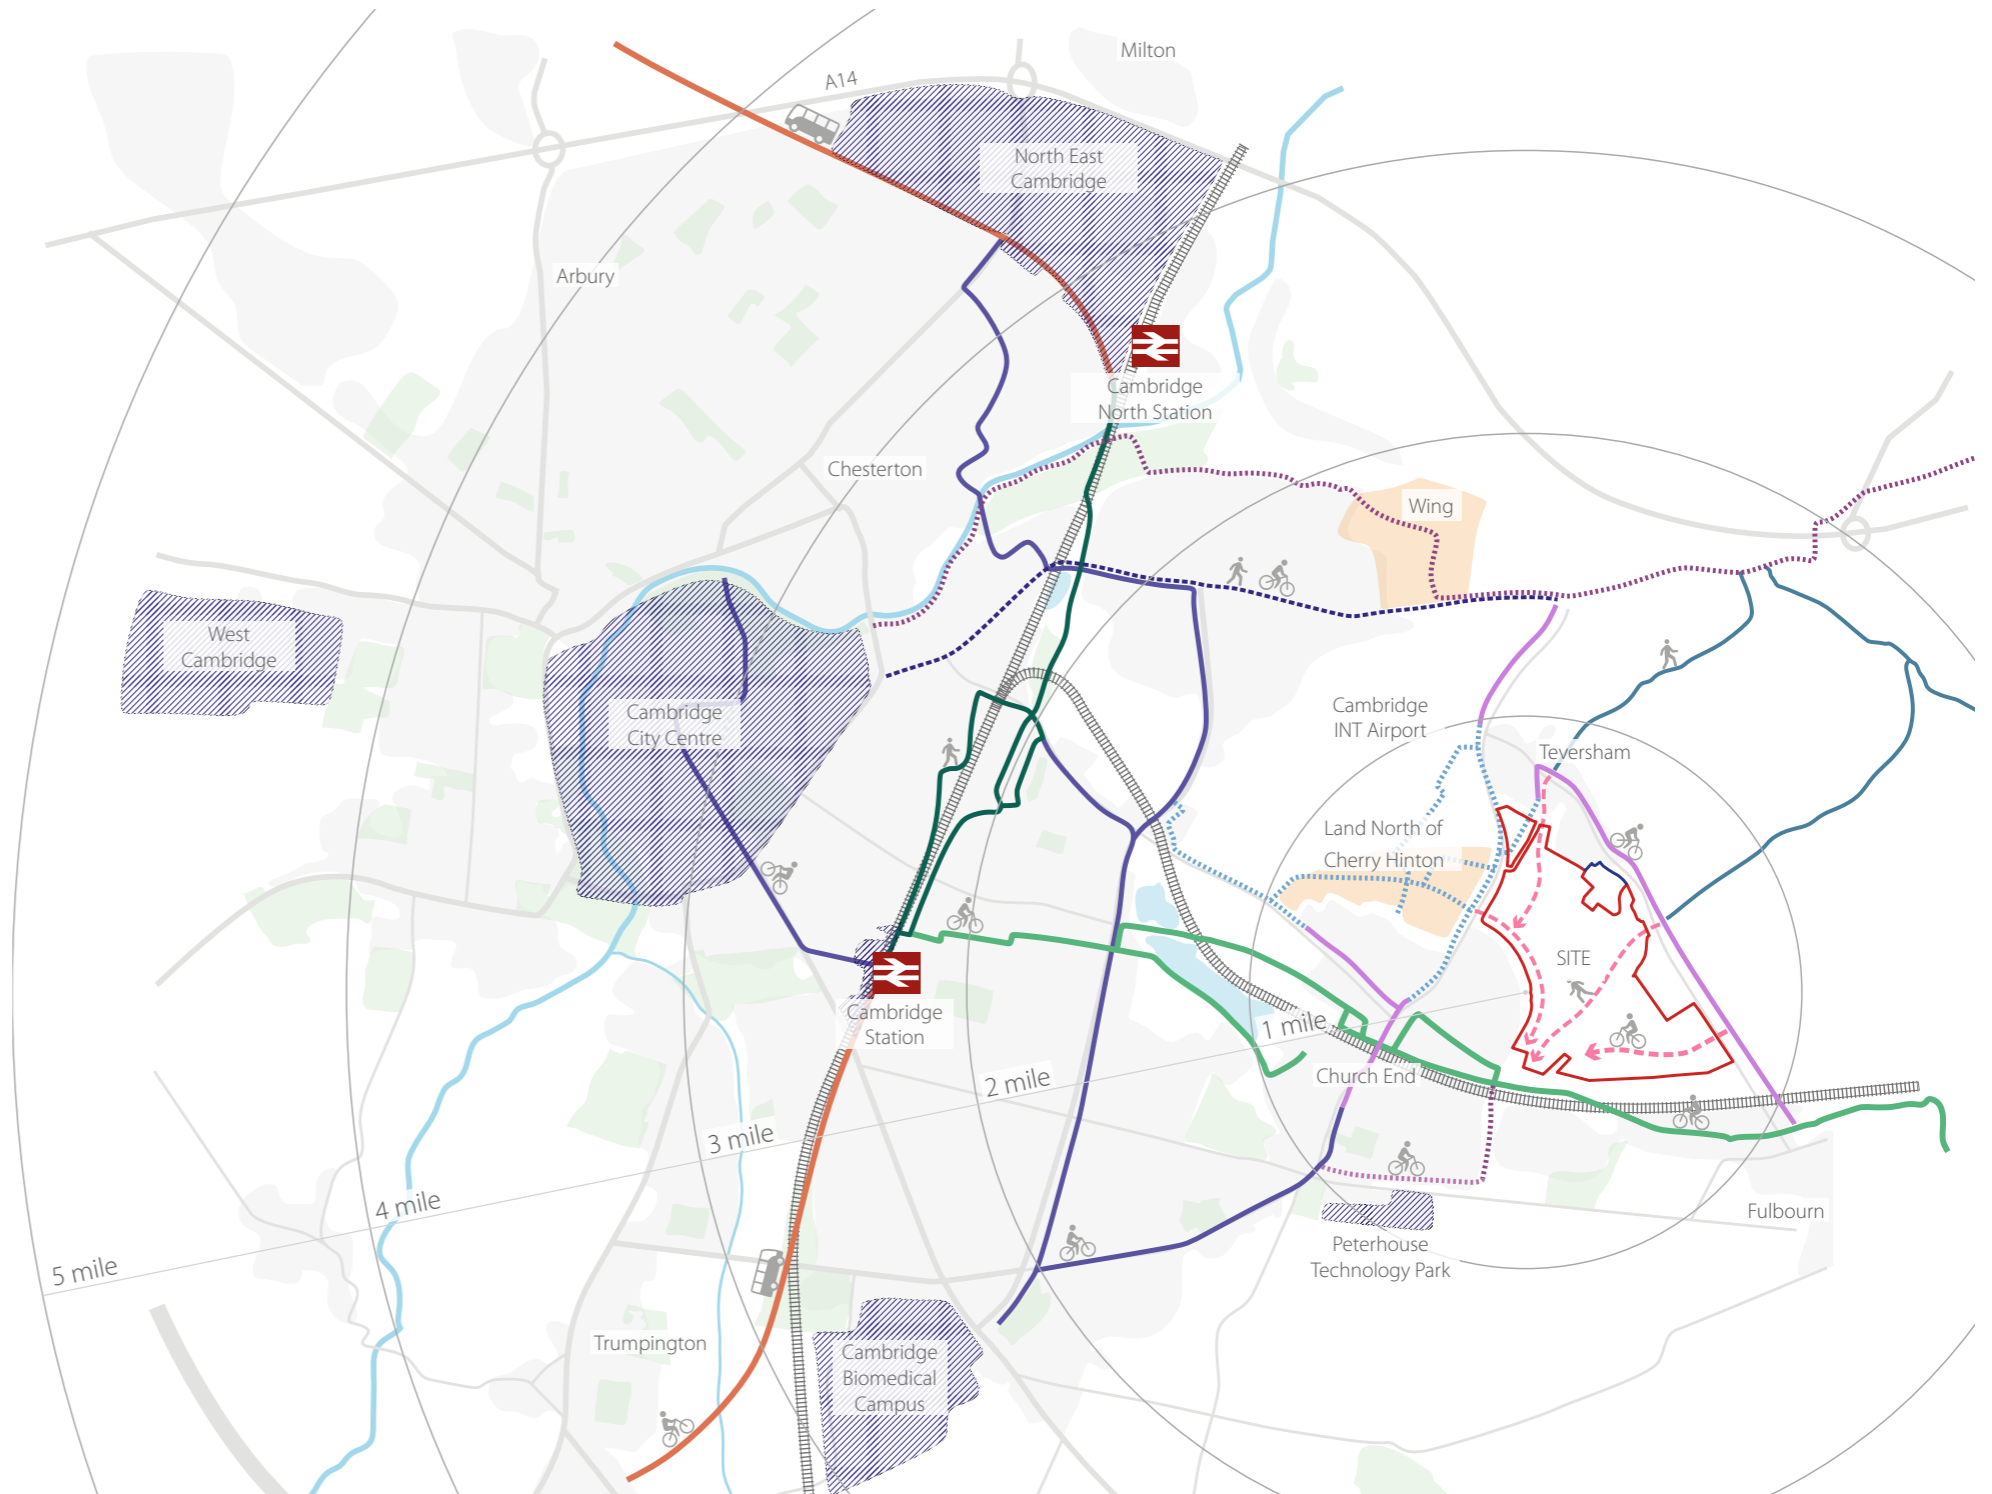 Milton
A14
North East
Cambridge
Arbury
Cambridge
North Station
Chesterton
Wing
West
Cambridge
Cambridge
City Centre
Cambridge
INT Airport
Teversham
Land North of
Cherry Hinton
SITE
Cambridge
Station
1 mile
Church End
2 mile
3 mile
4 mile
5 mile
Fulbourn
Peterhouse
Technology Park
Trumpington
Cambridge
Biomedical
Campus